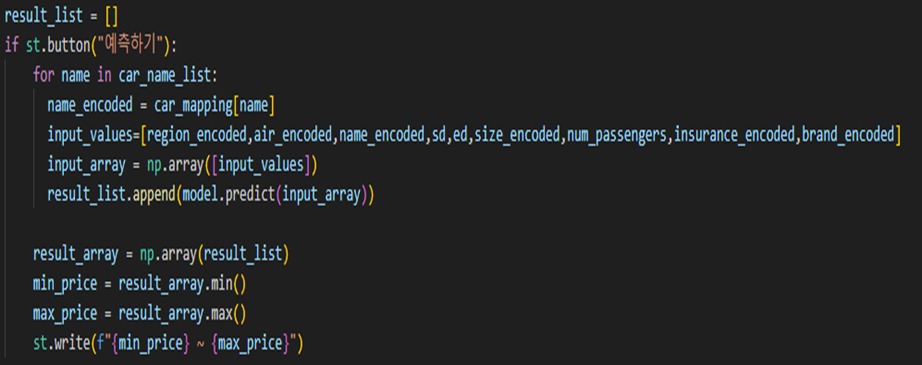 result_list = []
if st.button("예측하기"):
    for name in car_name_list:
      name_encoded = car_mapping[name]
      input_values=[region_encoded,air_encoded,name_encoded,sd,ed,size_encoded,num_passengers,insurance_encoded,brand_encoded]
      input_array = np.array([input_values])
      result_list.append(model.predict(input_array))

    result_array = np.array(result_list)
    min_price = result_array.min()
    max_price = result_array.max()
    st.write(f"{min_price} ~ {max_price}")